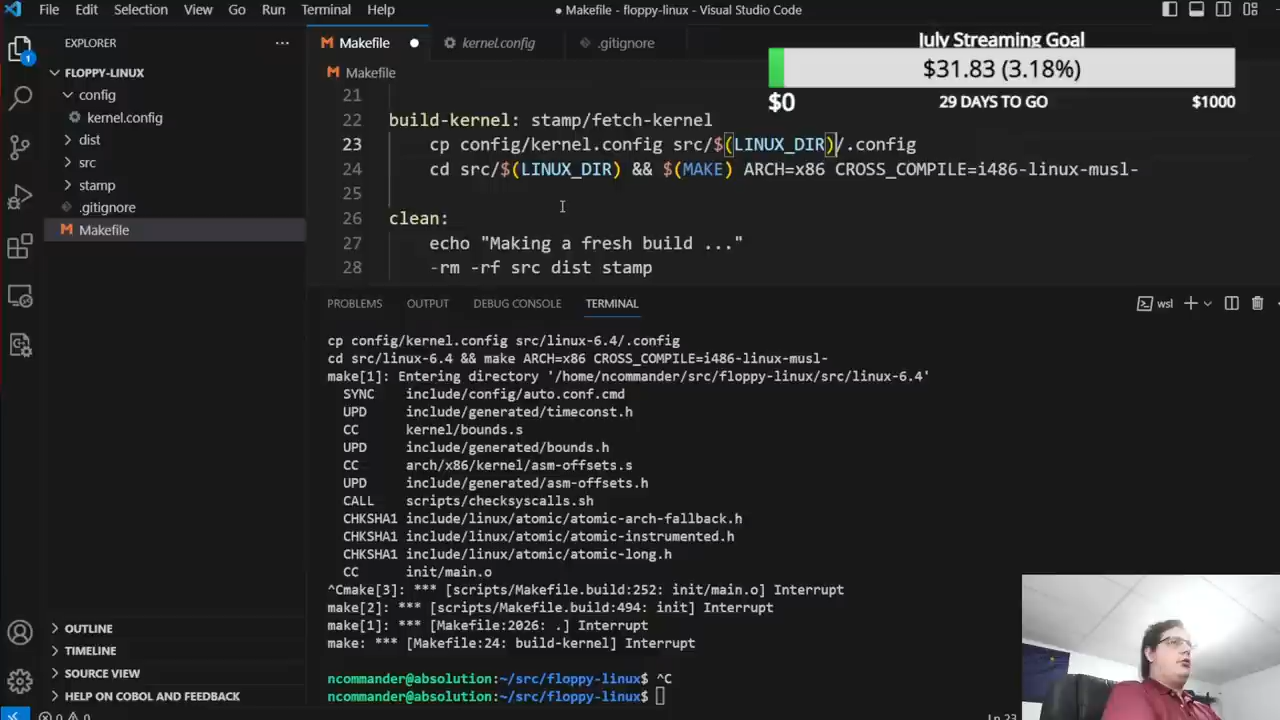 File Edit Selection View Go Run Terminal Help
● Makefile - floppy-linux - Visual Studio Code
EXPLORER
1
FLOPPY-LINUX
config
kernel.config
dist
src
stamp
.gitignore
Makefile
OUTLINE
TIMELINE
SOURCE VIEW
HELP ON COBOL AND FEEDBACK
Makefile kernel.config .gitignore
Makefile
July Streaming Goal
$31.83 (3.18%)
$0 29 DAYS TO GO $1000
21
22 build-kernel: stamp/fetch-kernel
23 cp config/kernel.config src/$(LINUX_DIR)/.config
24 cd src/$(LINUX_DIR) && $(MAKE) ARCH=x86 CROSS_COMPILE=i486-linux-musl-
25
26 clean:
27 echo "Making a fresh build ..."
28 -rm -rf src dist stamp
PROBLEMS OUTPUT DEBUG CONSOLE TERMINAL
wsl
cp config/kernel.config src/linux-6.4/.config
cd src/linux-6.4 && make ARCH=x86 CROSS_COMPILE=i486-linux-musl-
make[1]: Entering directory '/home/ncommander/src/floppy-linux/src/linux-6.4'
SYNC include/config/auto.conf.cmd
UPD include/generated/timeconst.h
CC kernel/bounds.s
UPD include/generated/bounds.h
CC arch/x86/kernel/asm-offsets.s
UPD include/generated/asm-offsets.h
CALL scripts/checksyscalls.sh
CHKSHA1 include/linux/atomic/atomic-arch-fallback.h
CHKSHA1 include/linux/atomic/atomic-instrumented.h
CHKSHA1 include/linux/atomic/atomic-long.h
CC init/main.o
^Cmake[3]: *** [scripts/Makefile.build:252: init/main.o] Interrupt
make[2]: *** [scripts/Makefile.build:494: init] Interrupt
make[1]: *** [Makefile:2026: .] Interrupt
make: *** [Makefile:24: build-kernel] Interrupt
ncommander@absolution:~/src/floppy-linux$ ^C
ncommander@absolution:~/src/floppy-linux$
0 0
Ln 23